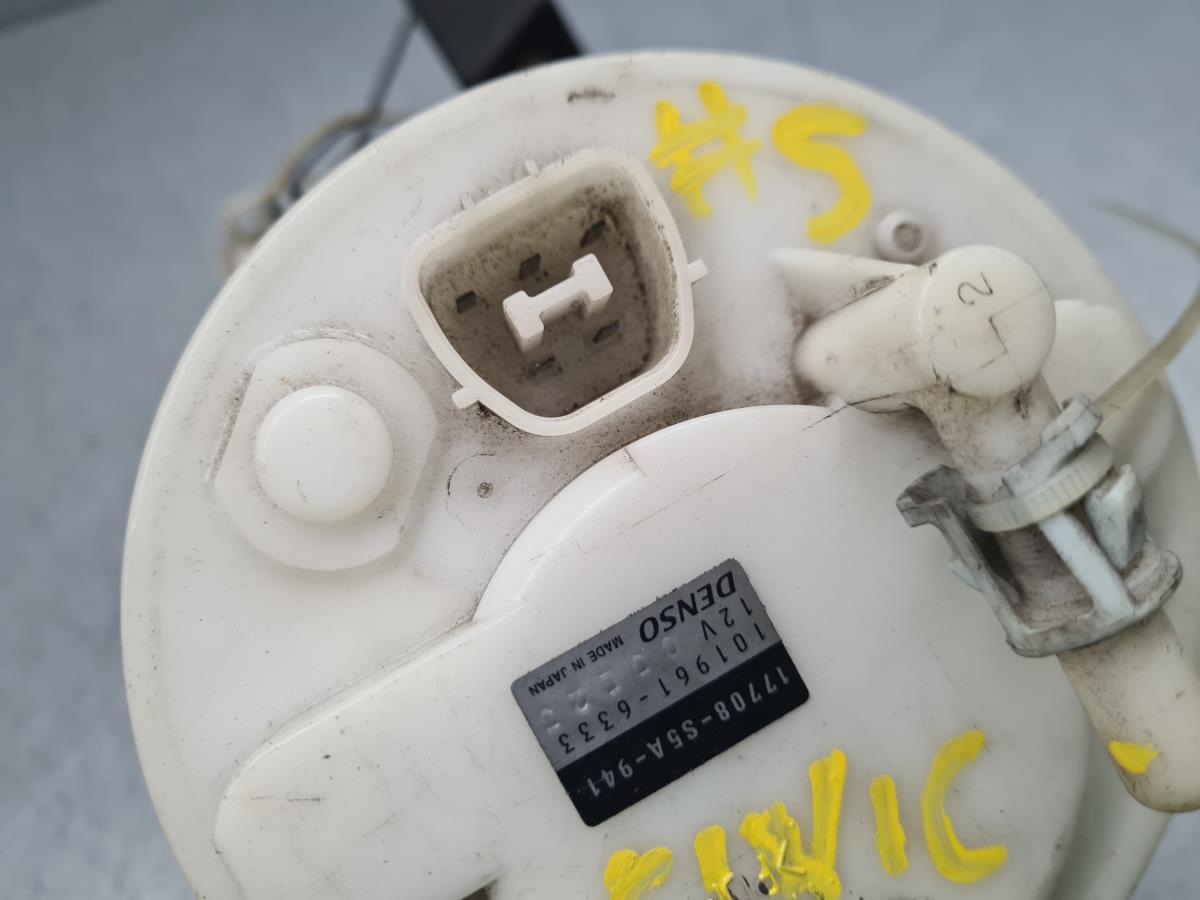 #5
2
17708-S5A-941
101961-6333
12V
DENSO MADE IN JAPAN
CIVIC